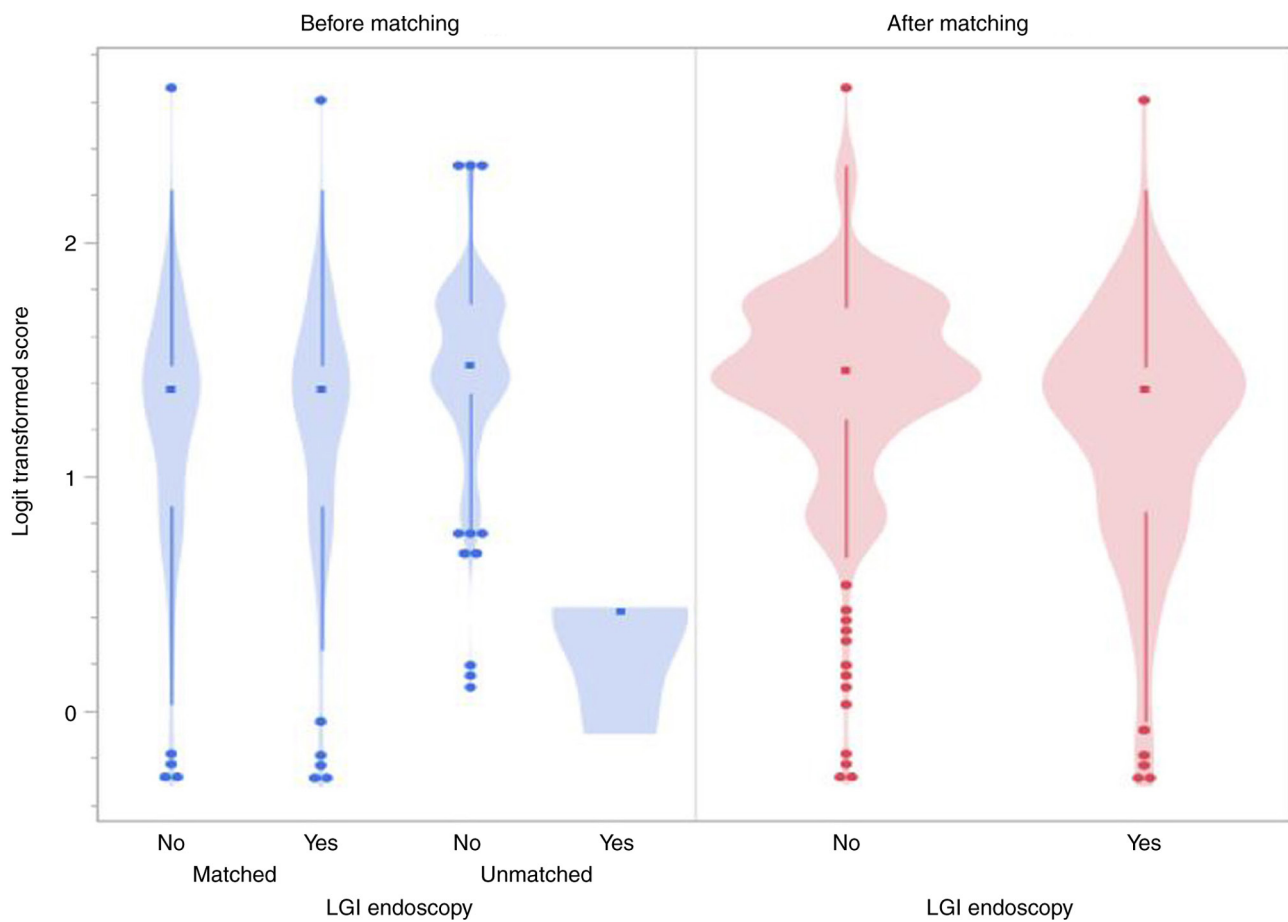 Before matching
After matching
Logit transformed score
2
1
0
No Yes No Yes
Matched Unmatched
LGI endoscopy
No Yes
LGI endoscopy